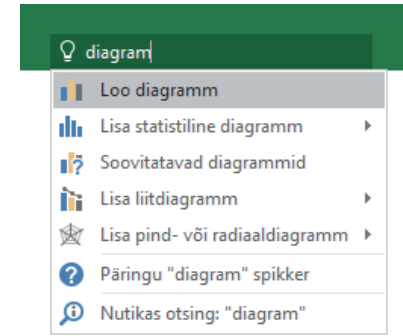 diagram
Loo diagramm
Lisa statistiline diagramm
Soovitatavad diagrammid
Lisa liitdiagramm
Lisa pind- või radiaaldiagramm
Päringu "diagram" spikker
Nutikas otsing: "diagram"